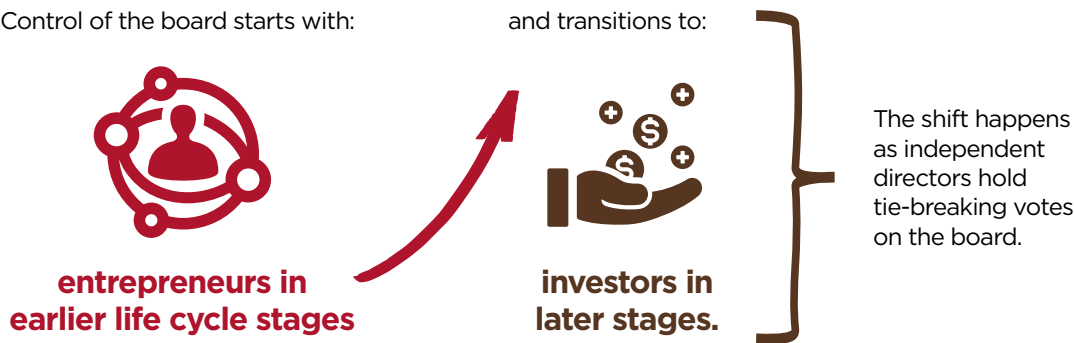 Control of the board starts with:
entrepreneurs in
earlier life cycle stages
and transitions to:
$
$
investors in
later stages.
The shift happens
as independent
directors hold
tie-breaking votes
on the board.